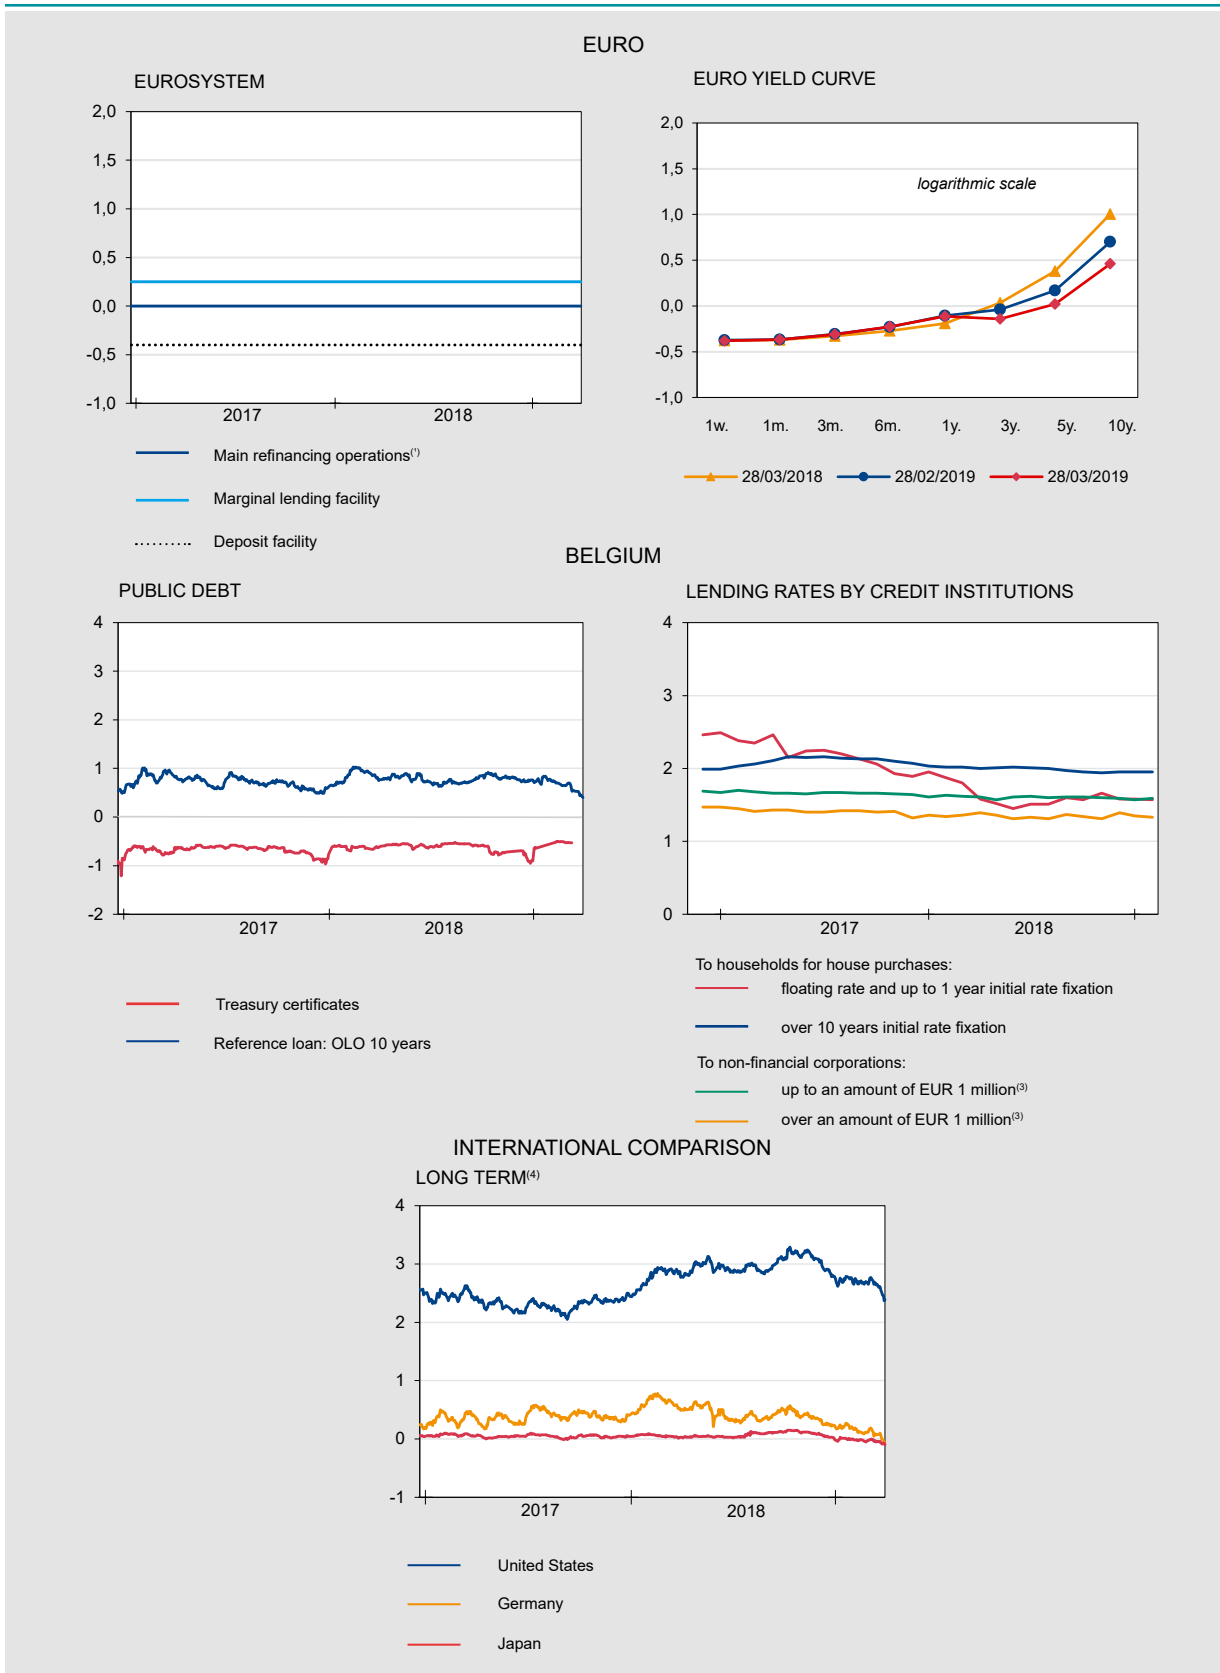 EURO
EUROSYSTEM
2,0
1,5
1,0
0,5
0,0
-0,5
-1,0
2017
2018
Main refinancing operations(1)
Marginal lending facility
Deposit facility
EURO YIELD CURVE
2,0
1,5
1,0
0,5
0,0
-0,5
-1,0
logarithmic scale
1w. 1m. 3m. 6m. 1y. 3y. 5y. 10y.
28/03/2018 28/02/2019 28/03/2019
BELGIUM
PUBLIC DEBT
4
3
2
1
0
-1
-2
2017
2018
Treasury certificates
Reference loan: OLO 10 years
LENDING RATES BY CREDIT INSTITUTIONS
4
3
2
1
0
2017
2018
To households for house purchases:
floating rate and up to 1 year initial rate fixation
over 10 years initial rate fixation
To non-financial corporations:
up to an amount of EUR 1 million(3)
over an amount of EUR 1 million(3)
INTERNATIONAL COMPARISON
LONG TERM(4)
4
3
2
1
0
-1
2017
2018
United States
Germany
Japan